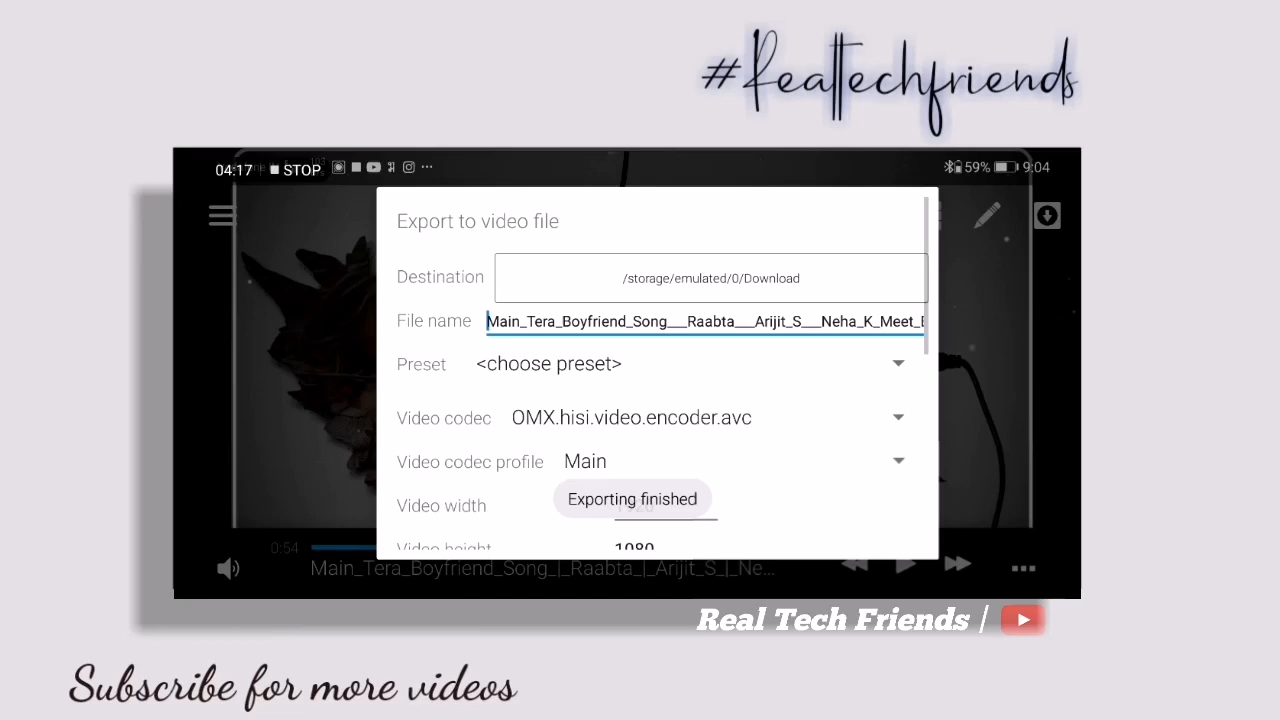 #Realtechfriends
04:17 STOP 59% 9:04
Export to video file
Destination /storage/emulated/0/Download
File name Main_Tera_Boyfriend_Song___Raabta___Arijit_S___Neha_K_Meet_
Preset <choose preset>
Video codec OMX.hisi.video.encoder.avc
Video codec profile Main
Exporting finished
Video width
Video height 1080
0:54
Main_Tera_Boyfriend_Song_|_Raabta_|_Arijit_S_|_Ne...
Real Tech Friends /
Subscribe for more videos